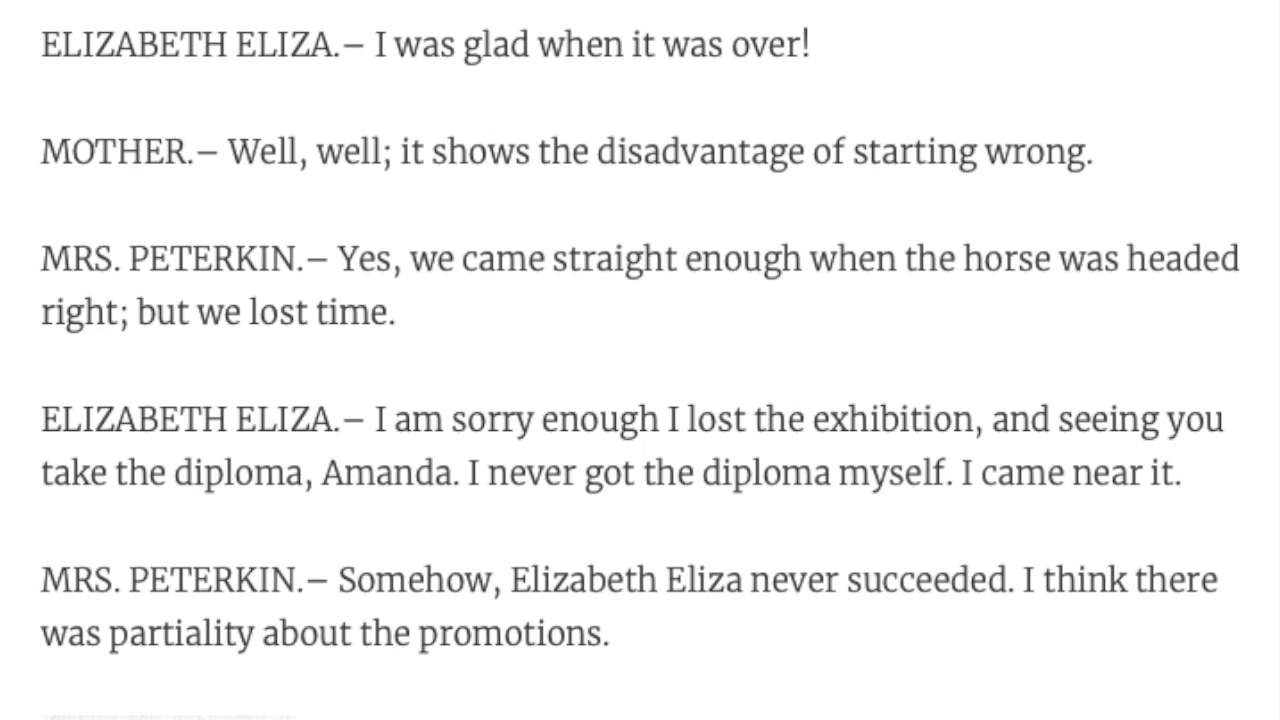 ELIZABETH ELIZA.– I was glad when it was over!
MOTHER.– Well, well; it shows the disadvantage of starting wrong.
MRS. PETERKIN.– Yes, we came straight enough when the horse was headed
right; but we lost time.
ELIZABETH ELIZA.– I am sorry enough I lost the exhibition, and seeing you
take the diploma, Amanda. I never got the diploma myself. I came near it.
MRS. PETERKIN.– Somehow, Elizabeth Eliza never succeeded. I think there
was partiality about the promotions.